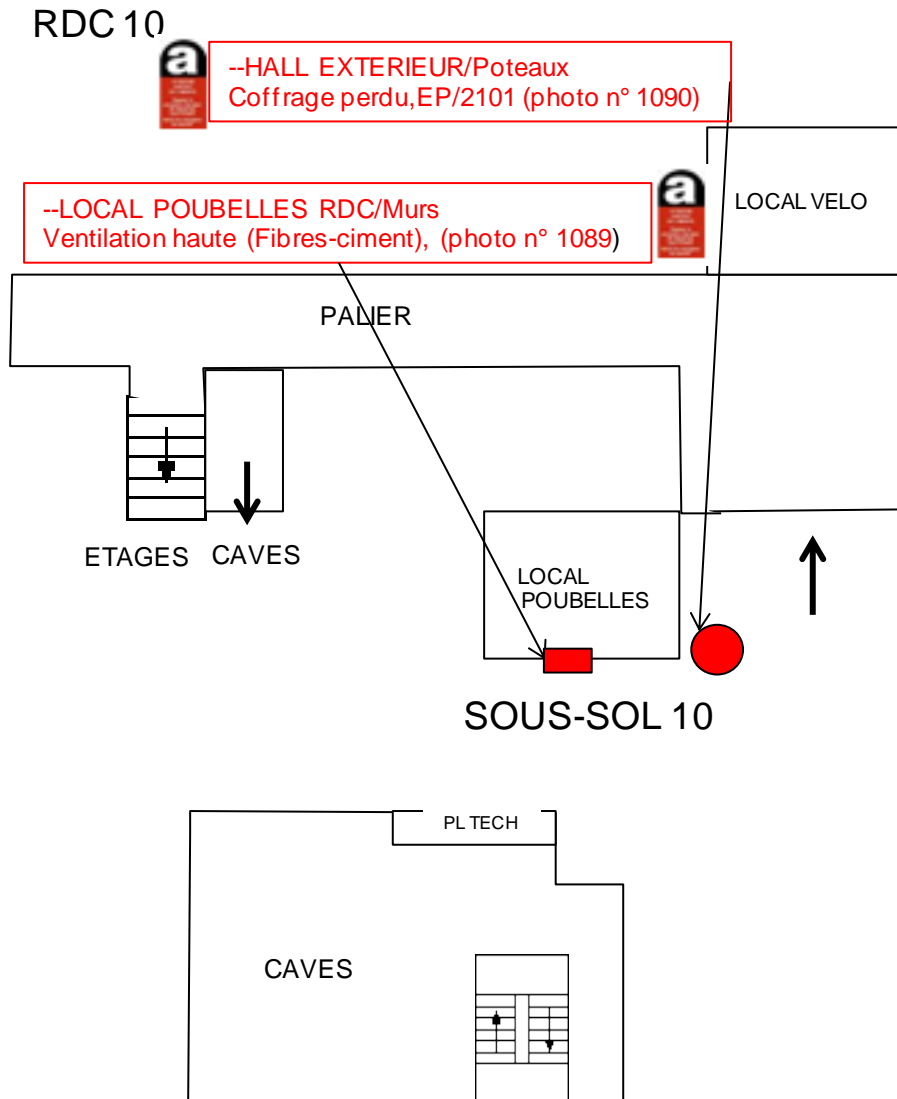 RDC 10
a
--HALL EXTERIEUR/Poteaux
Coffrage perdu,EP/2101 (photo n° 1090)
a
LOCAL VELO
--LOCAL POUBELLES RDC/Murs
Ventilation haute (Fibres-ciment), (photo n° 1089)
PALIER
ETAGES
CAVES
LOCAL
POUBELLES
SOUS-SOL 10
PL TECH
CAVES